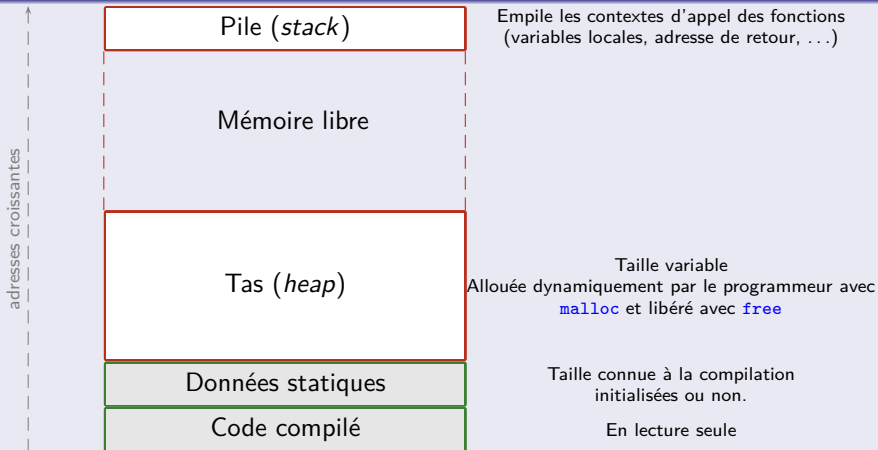 Pile (stack)
Empile les contextes d'appel des fonctions
(variables locales, adresse de retour, ...)
Mémoire libre
adresses croissantes
Tas (heap)
Taille variable
Allouée dynamiquement par le programmeur avec
malloc et libéré avec free
Données statiques
Taille connue à la compilation
initialisées ou non.
Code compilé
En lecture seule